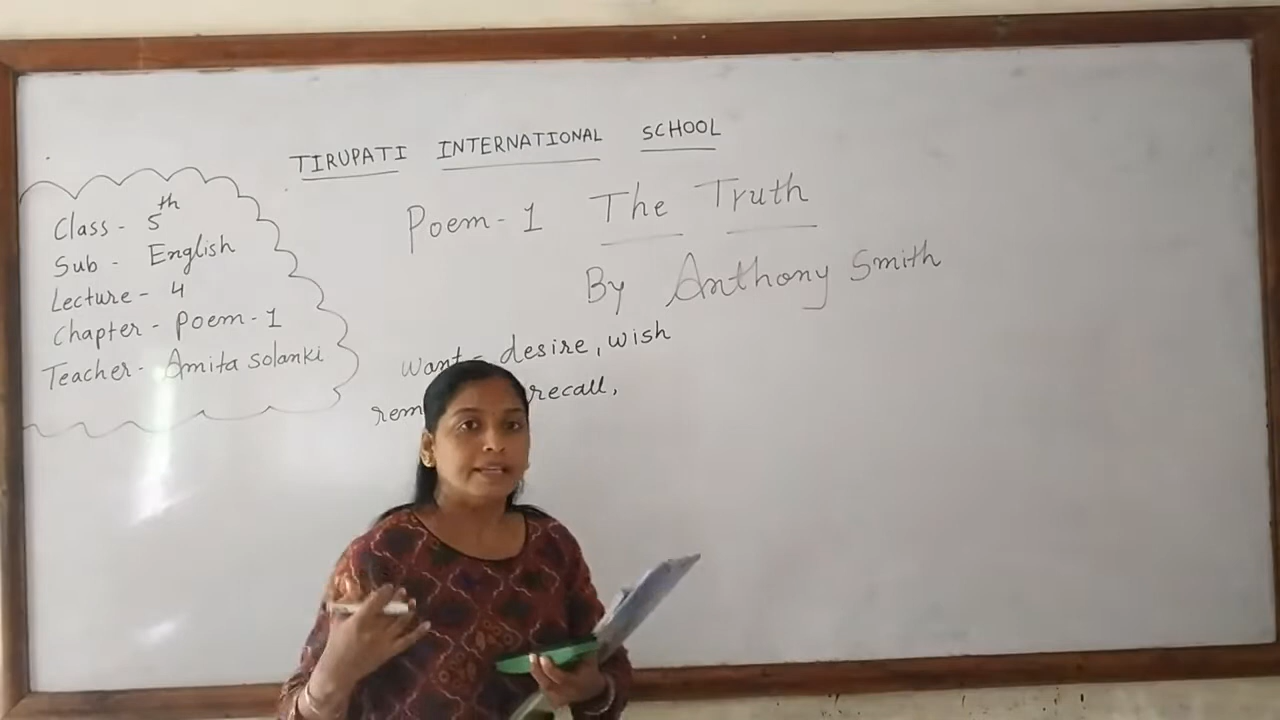 TIRUPATI INTERNATIONAL SCHOOL
Class - 5th
Sub - English
Lecture - 4
Chapter - Poem - 1
Teacher - Amita Solanki
Poem - 1 The Truth
By Anthony Smith
want - desire, wish
recall,